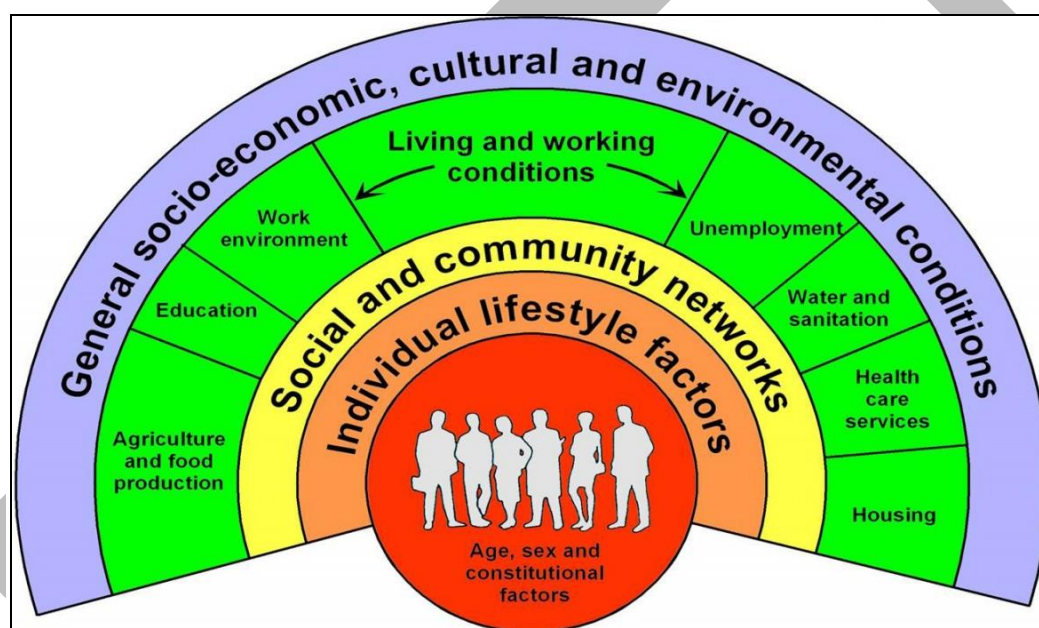 General socio-economic, cultural and environmental conditions
Living and working
conditions
Work
environment
Unemployment
Education
Water and
sanitation
Agriculture
and food
production
Health
care
services
Housing
Social and community networks
Individual lifestyle factors
Age, sex and
constitutional
factors